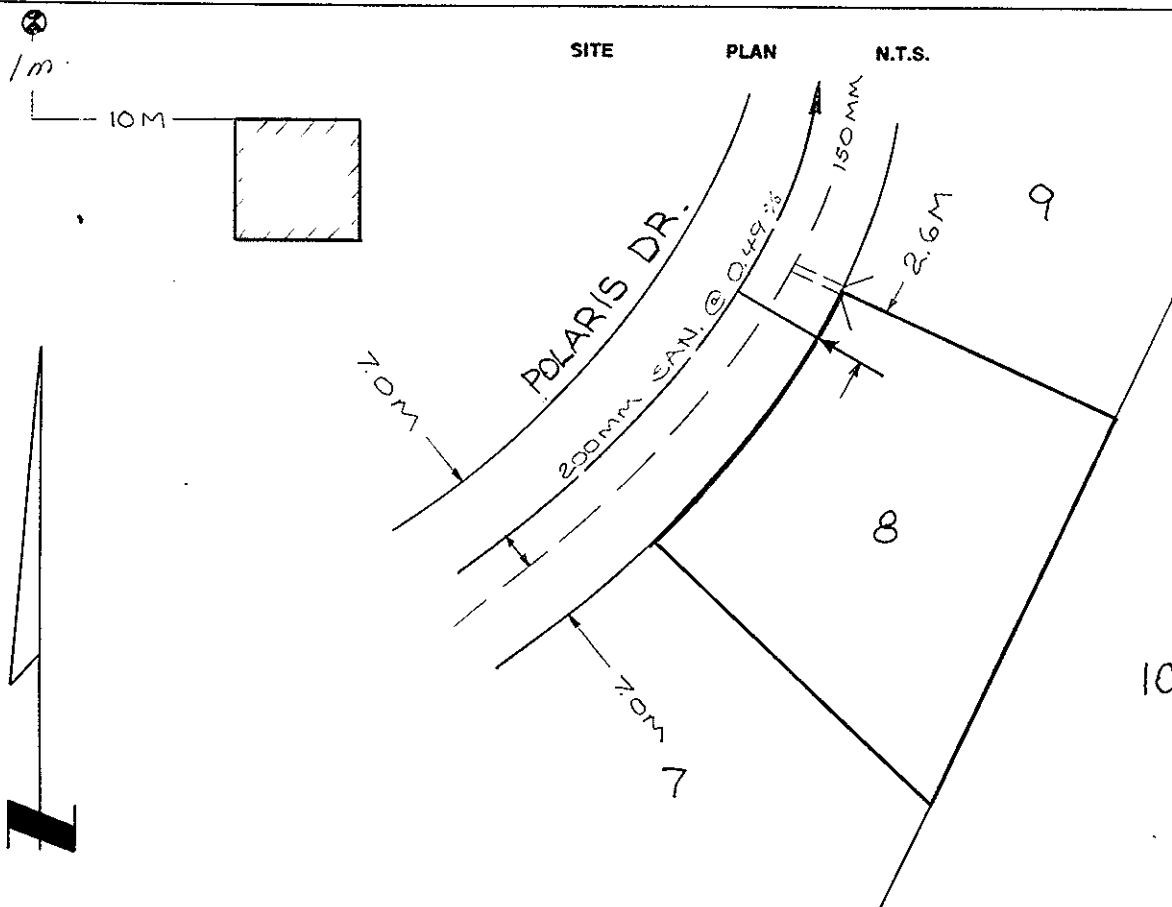 SITE PLAN N.T.S.
1m.
10M
150MM
9
2.6M
POLARIS DR.
200MM SAN. @ 0.49%
7.0M
8
7.0M
7
10
N